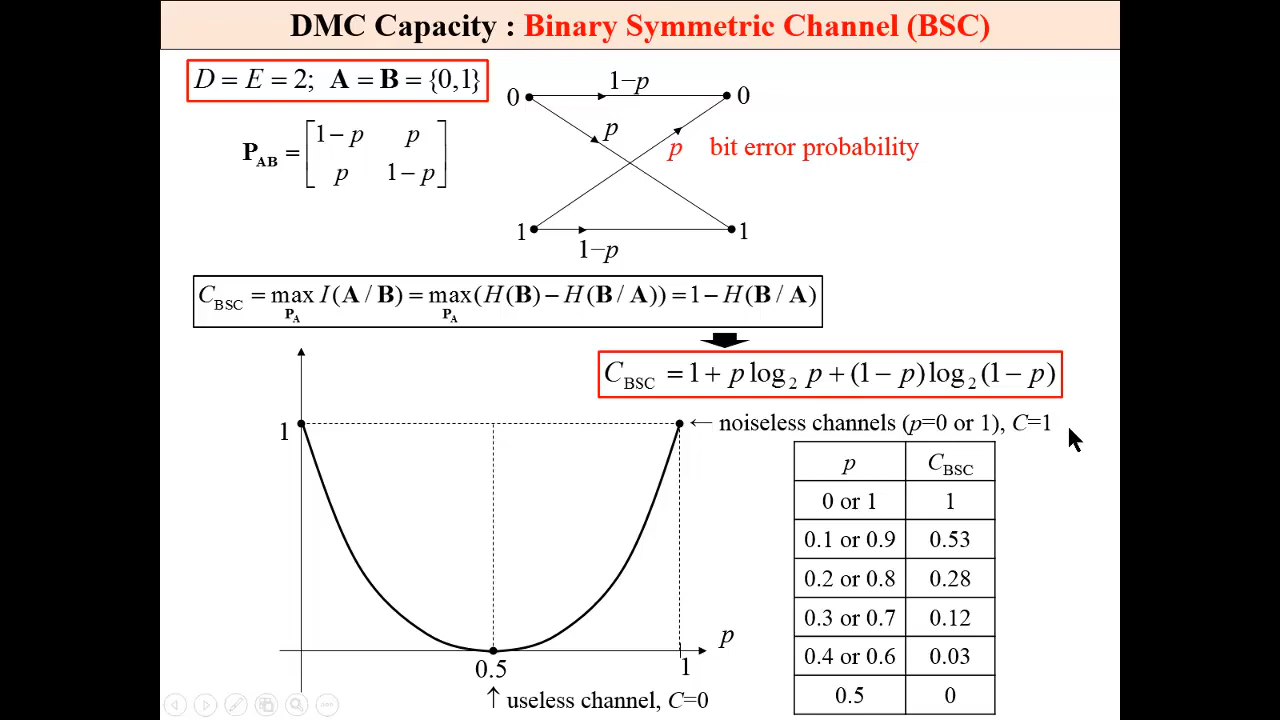 DMC Capacity : Binary Symmetric Channel (BSC)
D = E = 2; A = B = {0,1}
P_AB = [1 − p p
p 1 − p]
0 1−p 0
p
p bit error probability
1 1
1−p
C_BSC = max_{P_A} I(A / B) = max_{P_A} (H(B) − H(B / A)) = 1 − H(B / A)
C_BSC = 1 + p log_2 p + (1 − p) log_2 (1 − p)
1
← noiseless channels (p=0 or 1), C=1
p C_BSC
0 or 1 1
0.1 or 0.9 0.53
0.2 or 0.8 0.28
0.3 or 0.7 0.12
0.4 or 0.6 0.03
0.5 0
p
0.5 1
↑ useless channel, C=0